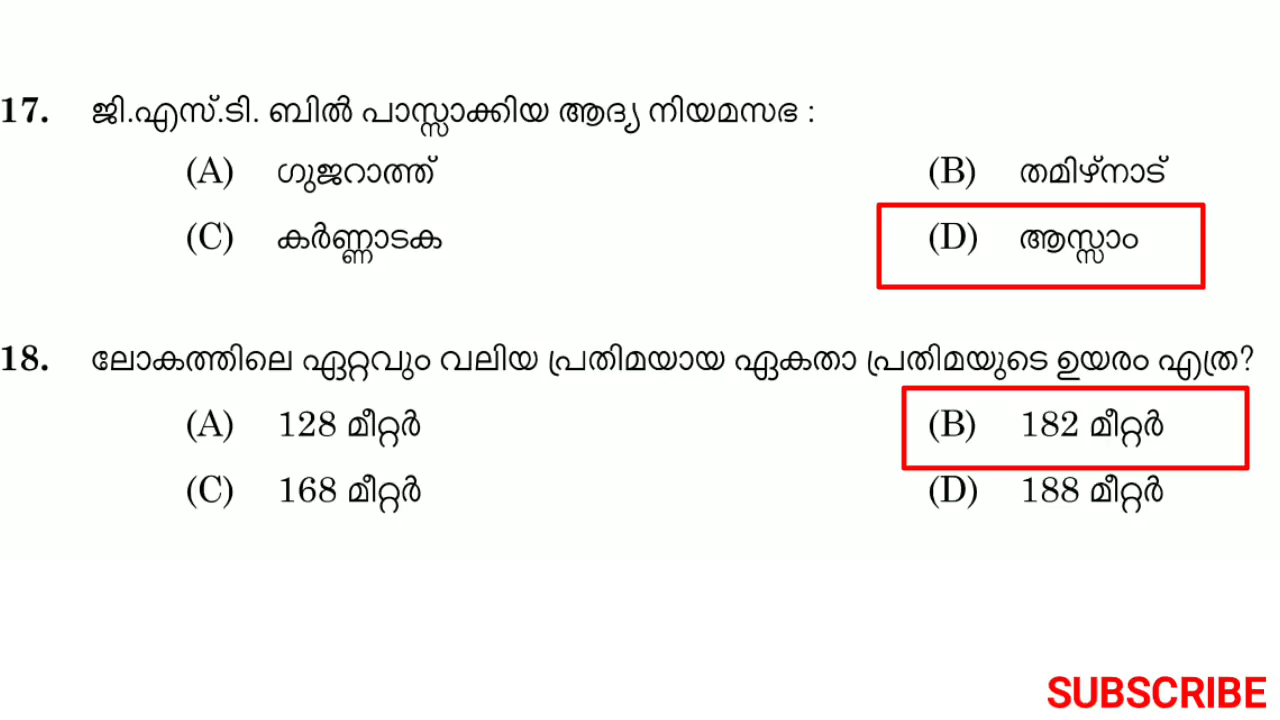 17. ജി.എസ്.ടി. ബിൽ പാസ്സാക്കിയ ആദ്യ നിയമസഭ :
(A) ഗുജറാത്ത് (B) തമിഴ്നാട്
(C) കർണ്ണാടക (D) ആസ്സാം
18. ലോകത്തിലെ ഏറ്റവും വലിയ പ്രതിമയായ ഏകതാ പ്രതിമയുടെ ഉയരം എത്ര?
(A) 128 മീറ്റർ (B) 182 മീറ്റർ
(C) 168 മീറ്റർ (D) 188 മീറ്റർ
SUBSCRIBE